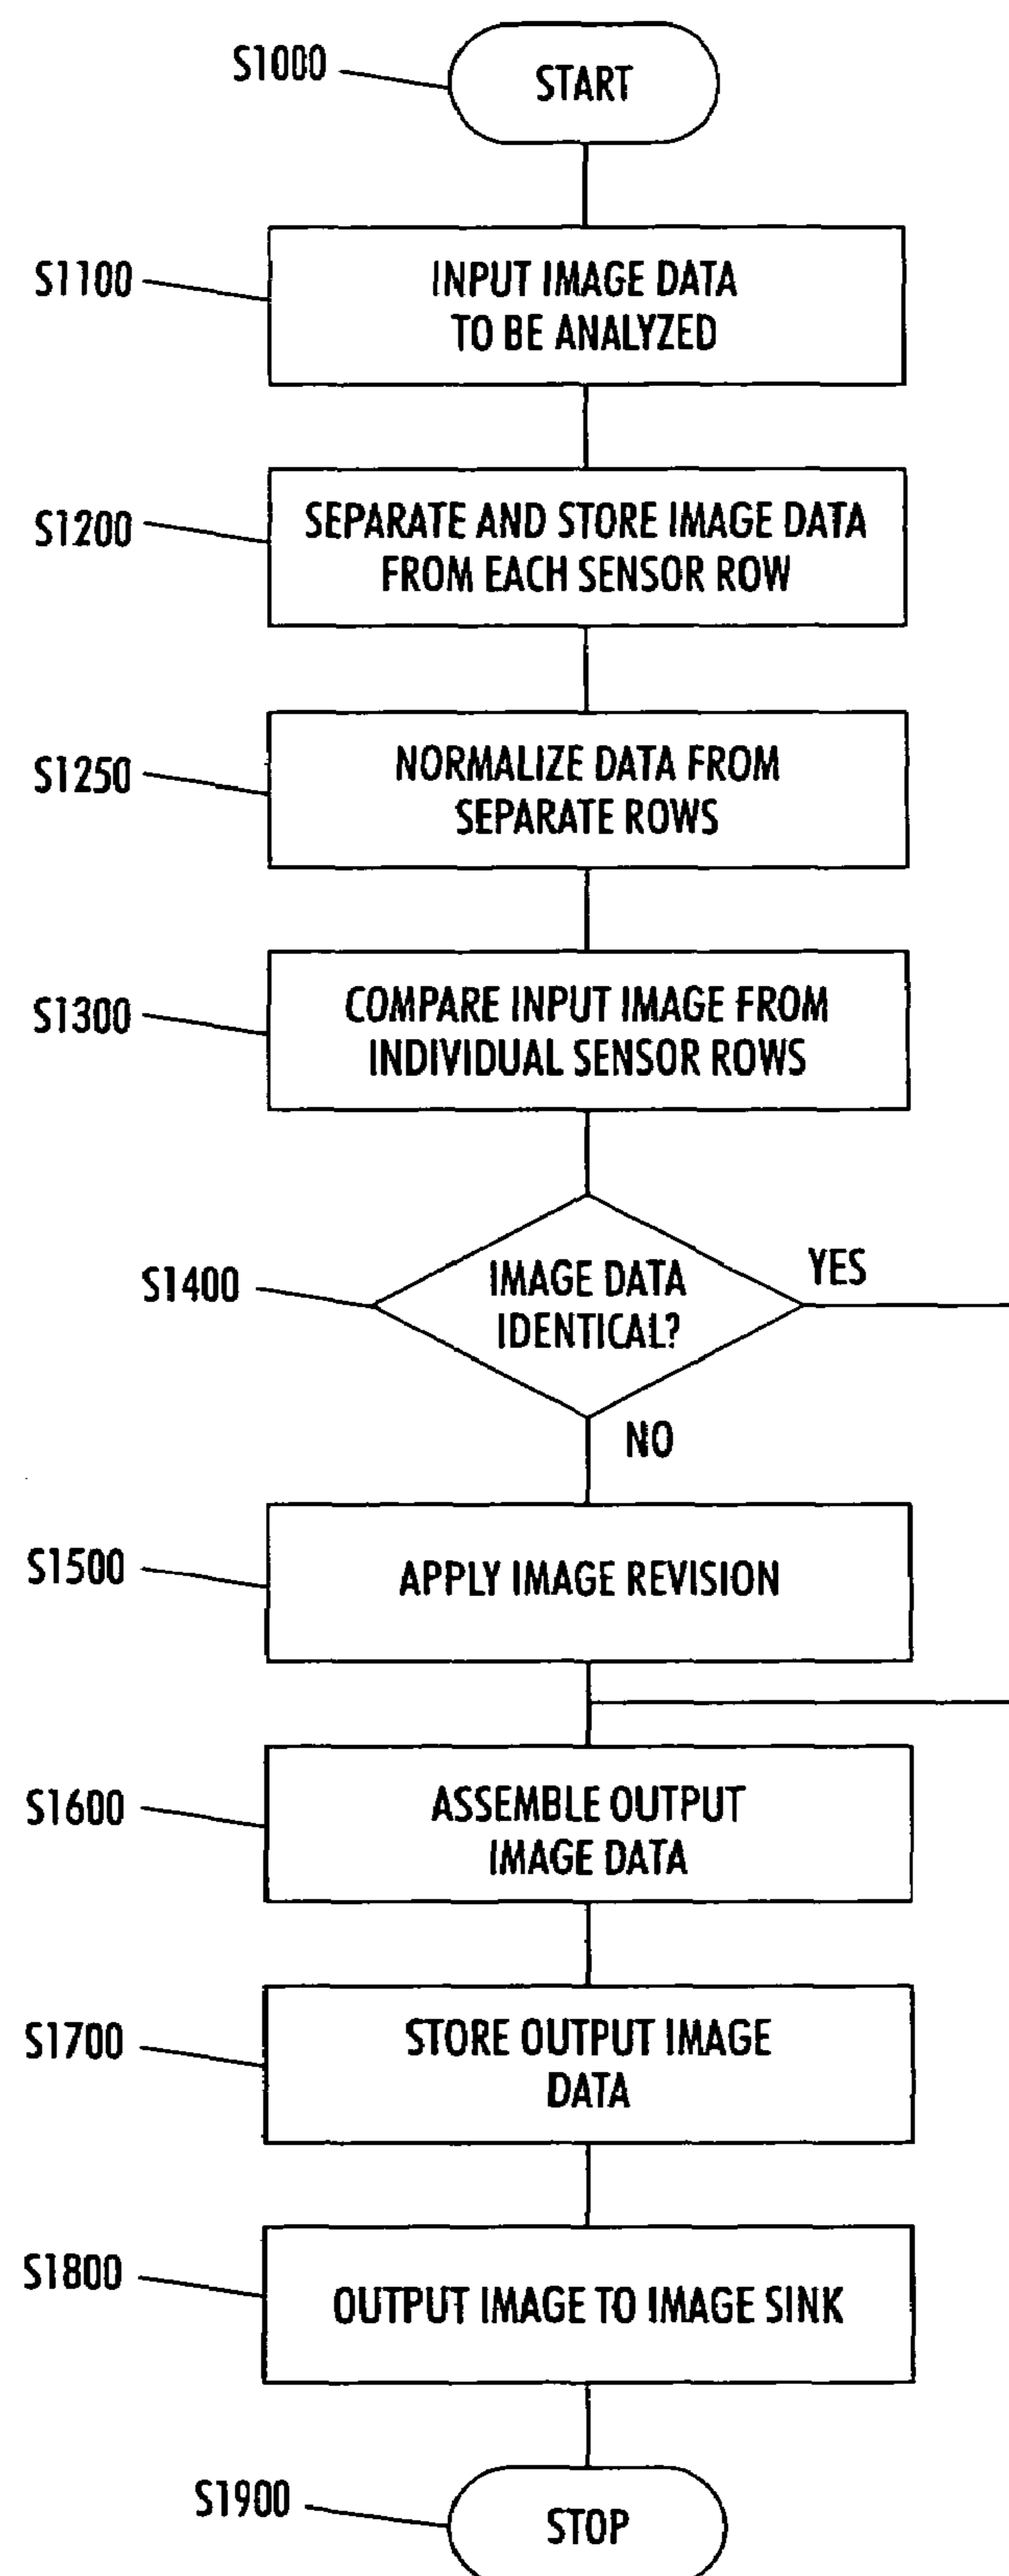 S1000
START
S1100
INPUT IMAGE DATA
TO BE ANALYZED
S1200
SEPARATE AND STORE IMAGE DATA
FROM EACH SENSOR ROW
S1250
NORMALIZE DATA FROM
SEPARATE ROWS
S1300
COMPARE INPUT IMAGE FROM
INDIVIDUAL SENSOR ROWS
S1400
IMAGE DATA
IDENTICAL?
YES
NO
S1500
APPLY IMAGE REVISION
S1600
ASSEMBLE OUTPUT
IMAGE DATA
S1700
STORE OUTPUT IMAGE
DATA
S1800
OUTPUT IMAGE TO IMAGE SINK
S1900
STOP